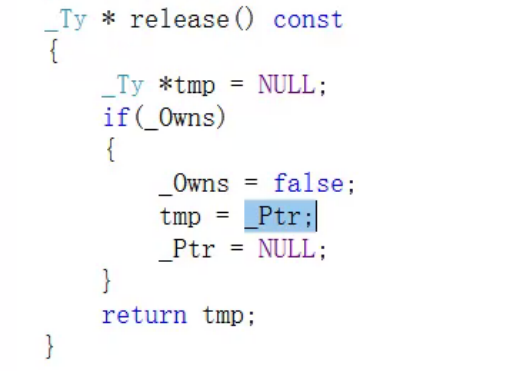 _Ty * release() const
{
_Ty *tmp = NULL;
if(_Owns)
{
_Owns = false;
tmp = _Ptr;
_Ptr = NULL;
}
return tmp;
}